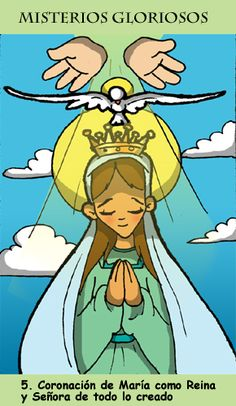 MISTERIOS GLORIOSOS
5. Coronación de María como Reina
y Señora de todo lo creado